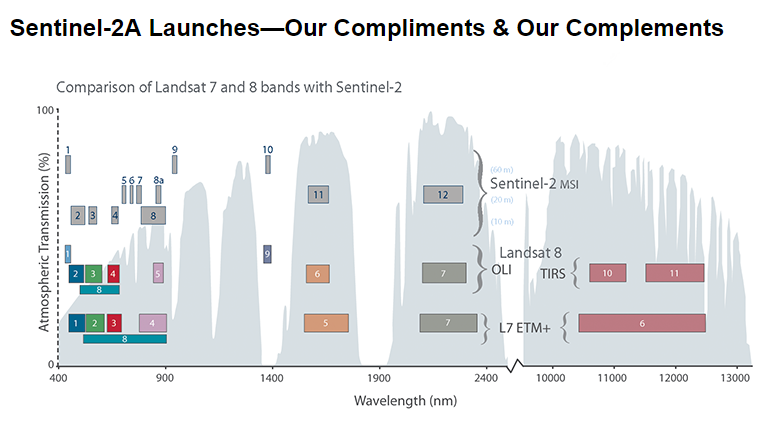 Sentinel-2A Launches—Our Compliments & Our Complements
Comparison of Landsat 7 and 8 bands with Sentinel-2
100
Atmospheric Transmission (%)
0
1
9
10
(60 m)
5 6 7 8a
11
12
Sentinel-2 MSI
(20 m)
2 3 4 8
(10 m)
1
9
Landsat 8
2 3 4 5 6 7
OLI
TIRS
10
11
8
1 2 3 4 5 7
L7 ETM+
6
8
400 900 1400 1900 2400 10000 11000 12000 13000
Wavelength (nm)